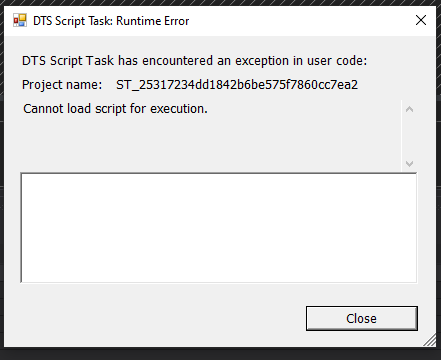 DTS Script Task: Runtime Error
DTS Script Task has encountered an exception in user code:
Project name: ST_25317234dd1842b6be575f7860cc7ea2
Cannot load script for execution.
Close